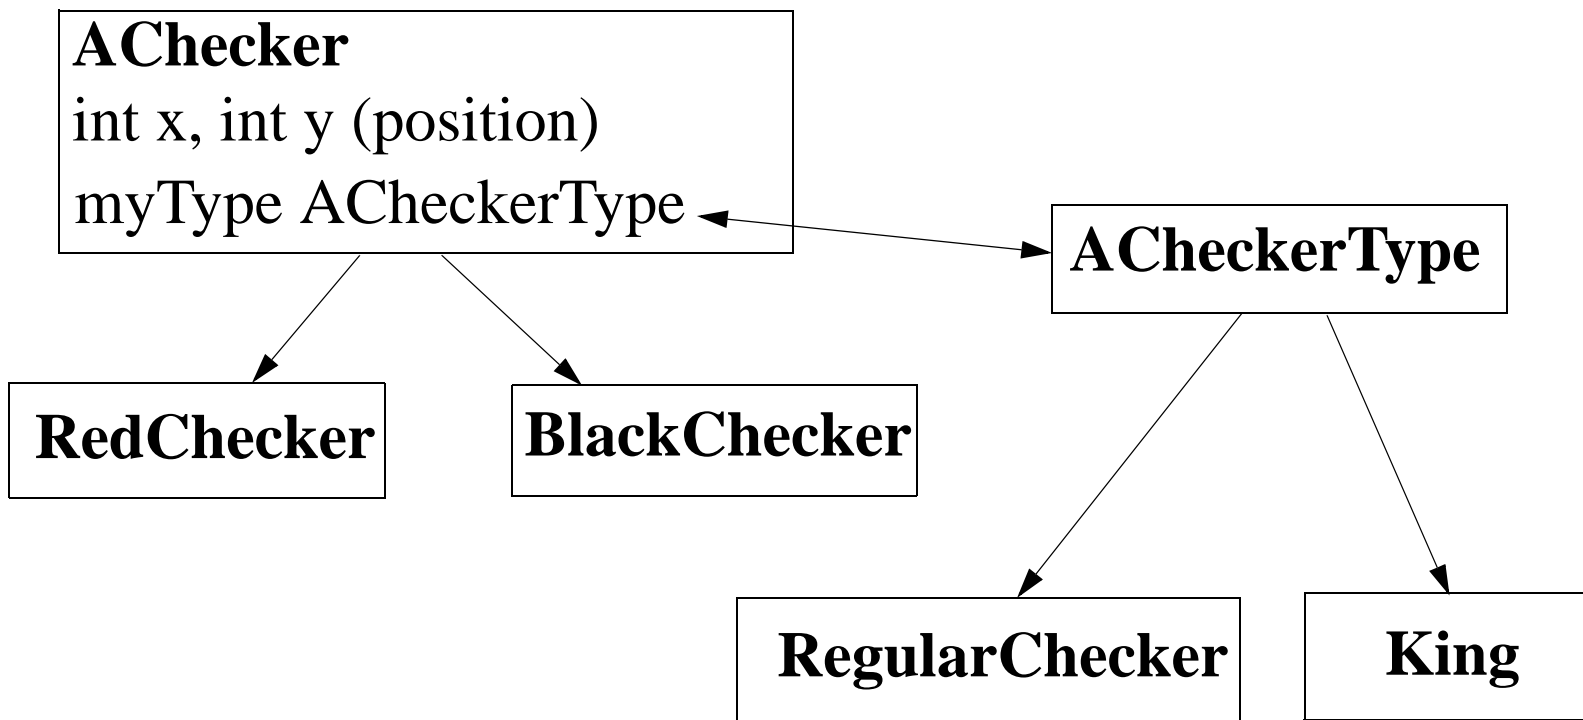 AChecker
int x, int y (position)
myType ACheckerType
ACheckerType
RedChecker
BlackChecker
RegularChecker
King